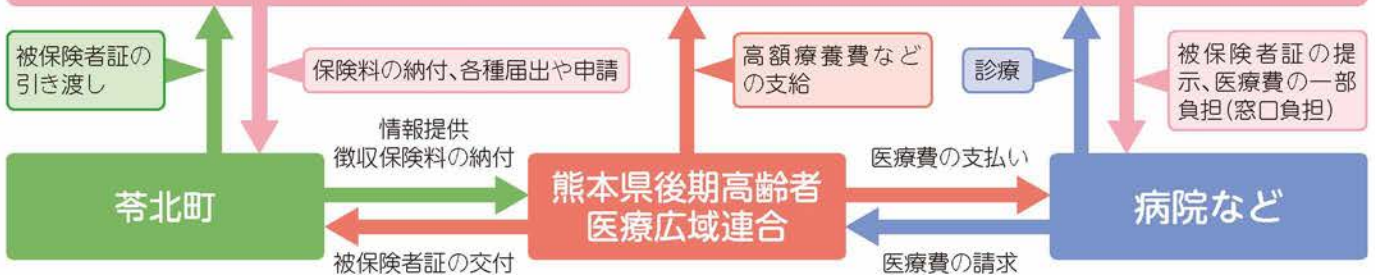 被保険者証の
引き渡し
保険料の納付、各種届出や申請
高額療養費など
の支給
診療
被保険者証の提
示、医療費の一部
負担(窓口負担)
情報提供
徴収保険料の納付
医療費の支払い
苓北町
熊本県後期高齢者
医療広域連合
病院など
被保険者証の交付
医療費の請求